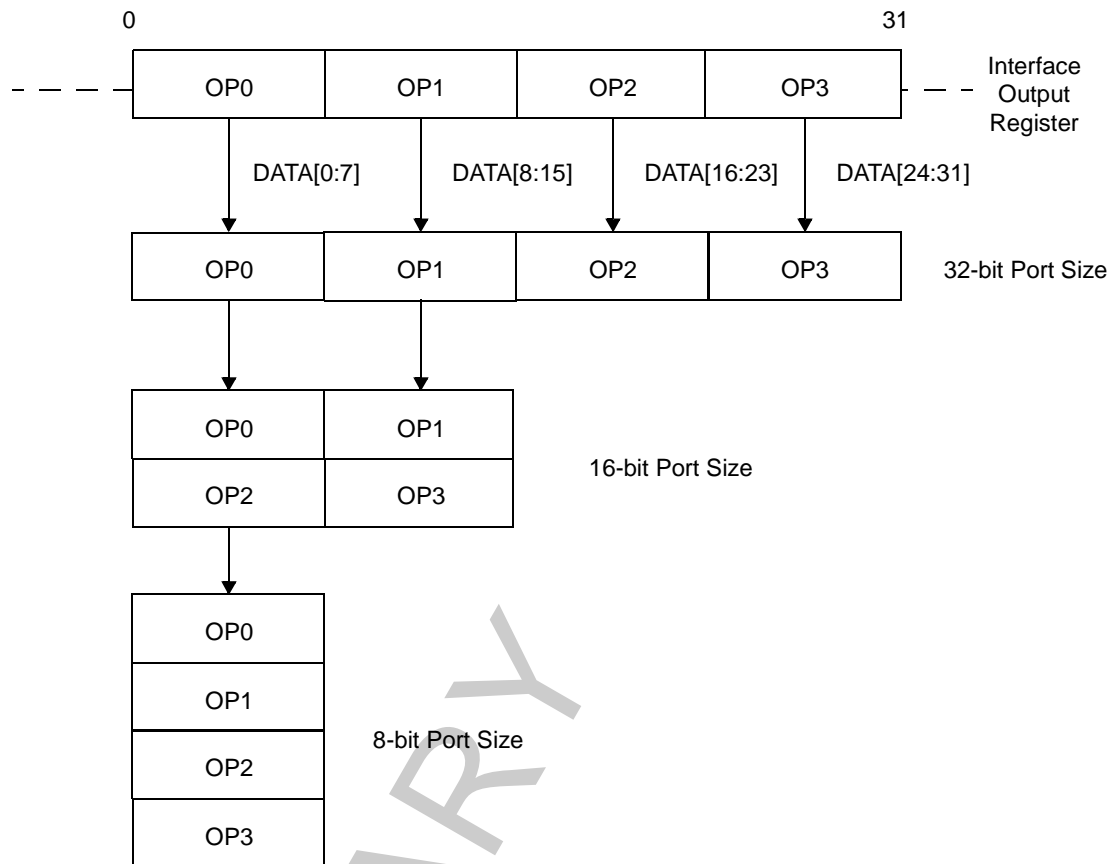 0 31
OP0 OP1 OP2 OP3
Interface
Output
Register
DATA[0:7] DATA[8:15] DATA[16:23] DATA[24:31]
OP0 OP1 OP2 OP3 32-bit Port Size
OP0 OP1
16-bit Port Size
OP2 OP3
OP0
OP1
8-bit Port Size
OP2
OP3
ARY